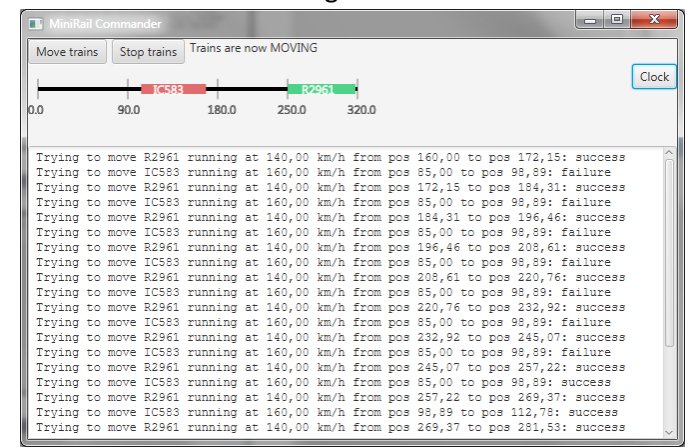 MiniRail Commander
Move trains Stop trains Trains are now MOVING
Clock
IC583 R2961
0.0 90.0 180.0 250.0 320.0
Trying to move R2961 running at 140,00 km/h from pos 160,00 to pos 172,15: success
Trying to move IC583 running at 160,00 km/h from pos 85,00 to pos 98,89: failure
Trying to move R2961 running at 140,00 km/h from pos 172,15 to pos 184,31: success
Trying to move IC583 running at 160,00 km/h from pos 85,00 to pos 98,89: failure
Trying to move R2961 running at 140,00 km/h from pos 184,31 to pos 196,46: success
Trying to move IC583 running at 160,00 km/h from pos 85,00 to pos 98,89: failure
Trying to move R2961 running at 140,00 km/h from pos 196,46 to pos 208,61: success
Trying to move IC583 running at 160,00 km/h from pos 85,00 to pos 98,89: failure
Trying to move R2961 running at 140,00 km/h from pos 208,61 to pos 220,76: success
Trying to move IC583 running at 160,00 km/h from pos 85,00 to pos 98,89: failure
Trying to move R2961 running at 140,00 km/h from pos 220,76 to pos 232,92: success
Trying to move IC583 running at 160,00 km/h from pos 85,00 to pos 98,89: failure
Trying to move R2961 running at 140,00 km/h from pos 232,92 to pos 245,07: success
Trying to move IC583 running at 160,00 km/h from pos 85,00 to pos 98,89: failure
Trying to move R2961 running at 140,00 km/h from pos 245,07 to pos 257,22: success
Trying to move IC583 running at 160,00 km/h from pos 85,00 to pos 98,89: success
Trying to move R2961 running at 140,00 km/h from pos 257,22 to pos 269,37: success
Trying to move IC583 running at 160,00 km/h from pos 98,89 to pos 112,78: success
Trying to move R2961 running at 140,00 km/h from pos 269,37 to pos 281,53: success